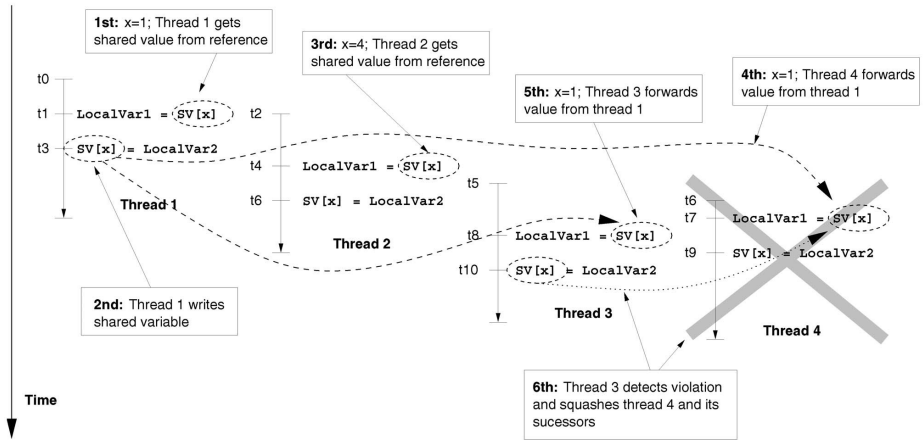 1st: x=1; Thread 1 gets
shared value from reference
3rd: x=4; Thread 2 gets
shared value from reference
5th: x=1; Thread 3 forwards
value from thread 1
4th: x=1; Thread 4 forwards
value from thread 1
t0
t1 LocalVar1 = SV[x]
t3 SV[x] = LocalVar2
Thread 1
t2
t4 LocalVar1 = SV[x]
t6 SV[x] = LocalVar2
Thread 2
t5
t8 LocalVar1 = SV[x]
t10 SV[x] = LocalVar2
Thread 3
t6
t7 LocalVar1 = SV[x]
t9 SV[x] = LocalVar2
Thread 4
2nd: Thread 1 writes
shared variable
6th: Thread 3 detects violation
and squashes thread 4 and its
sucessors
Time